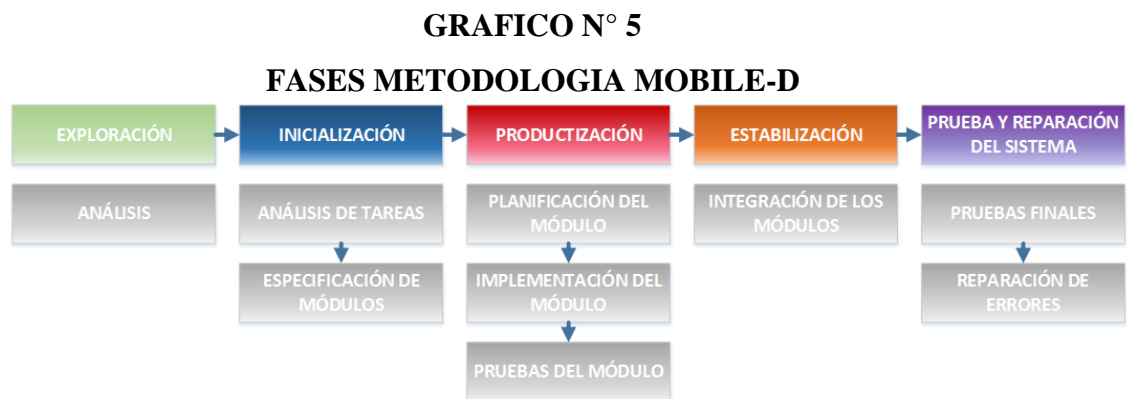 GRAFICO N° 5
FASES METODOLOGIA MOBILE-D
EXPLORACIÓN
INICIALIZACIÓN
PRODUCTIZACIÓN
ESTABILIZACIÓN
PRUEBA Y REPARACIÓN
DEL SISTEMA
ANÁLISIS
ANÁLISIS DE TAREAS
PLANIFICACIÓN DEL
MÓDULO
INTEGRACIÓN DE LOS
MÓDULOS
PRUEBAS FINALES
ESPECIFICACIÓN DE
MÓDULOS
IMPLEMENTACIÓN DEL
MÓDULO
REPARACIÓN DE
ERRORES
PRUEBAS DEL MÓDULO